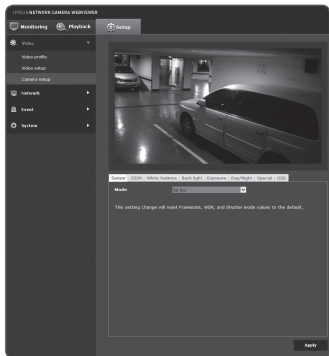 iPOLiS NETWORK CAMERA WEBVIEWER
Monitoring Playback Setup
Video
Video profile
Video setup
Camera setup
Network
Event
System
Sensor SSDR White balance Back light Exposure Day/Night Special OSD
Mode
This setting change will reset Framerate, WDR, and Shutter mode values to the default.
Apply